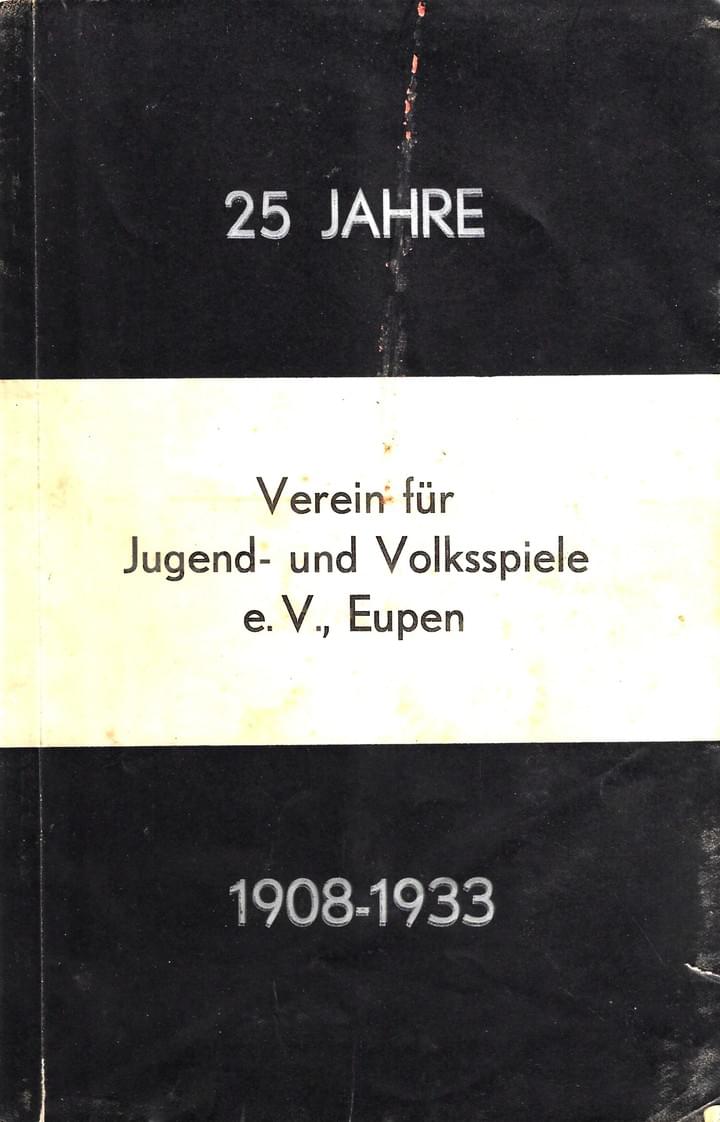 25 JAHRE
Verein für
Jugend- und Volksspiele
e. V., Eupen
1908-1933